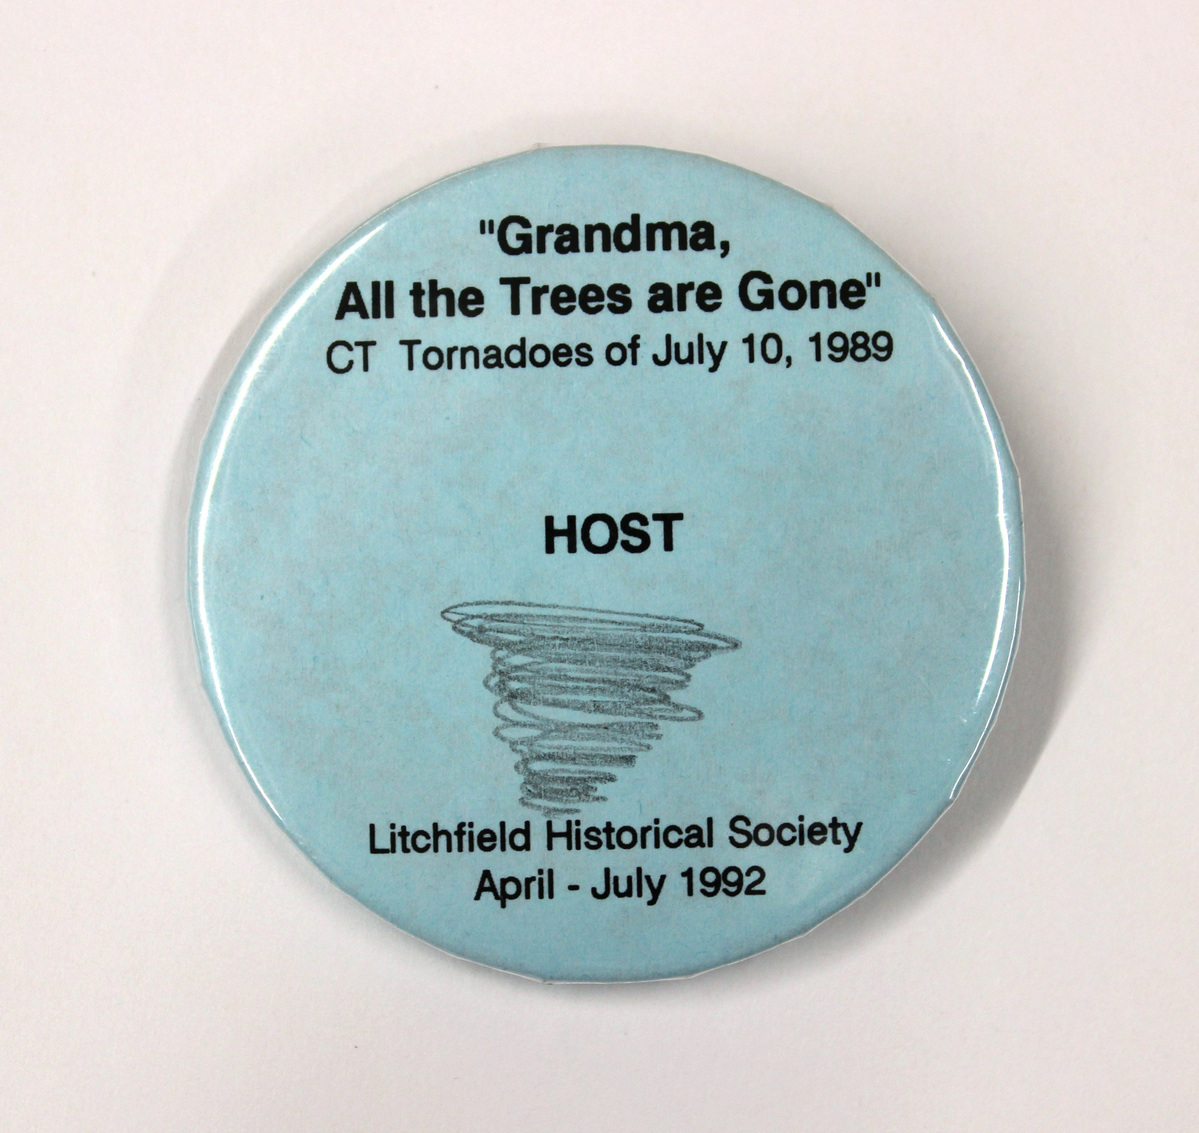 "Grandma,
All the Trees are Gone"
CT Tornadoes of July 10, 1989
HOST
Litchfield Historical Society
April - July 1992